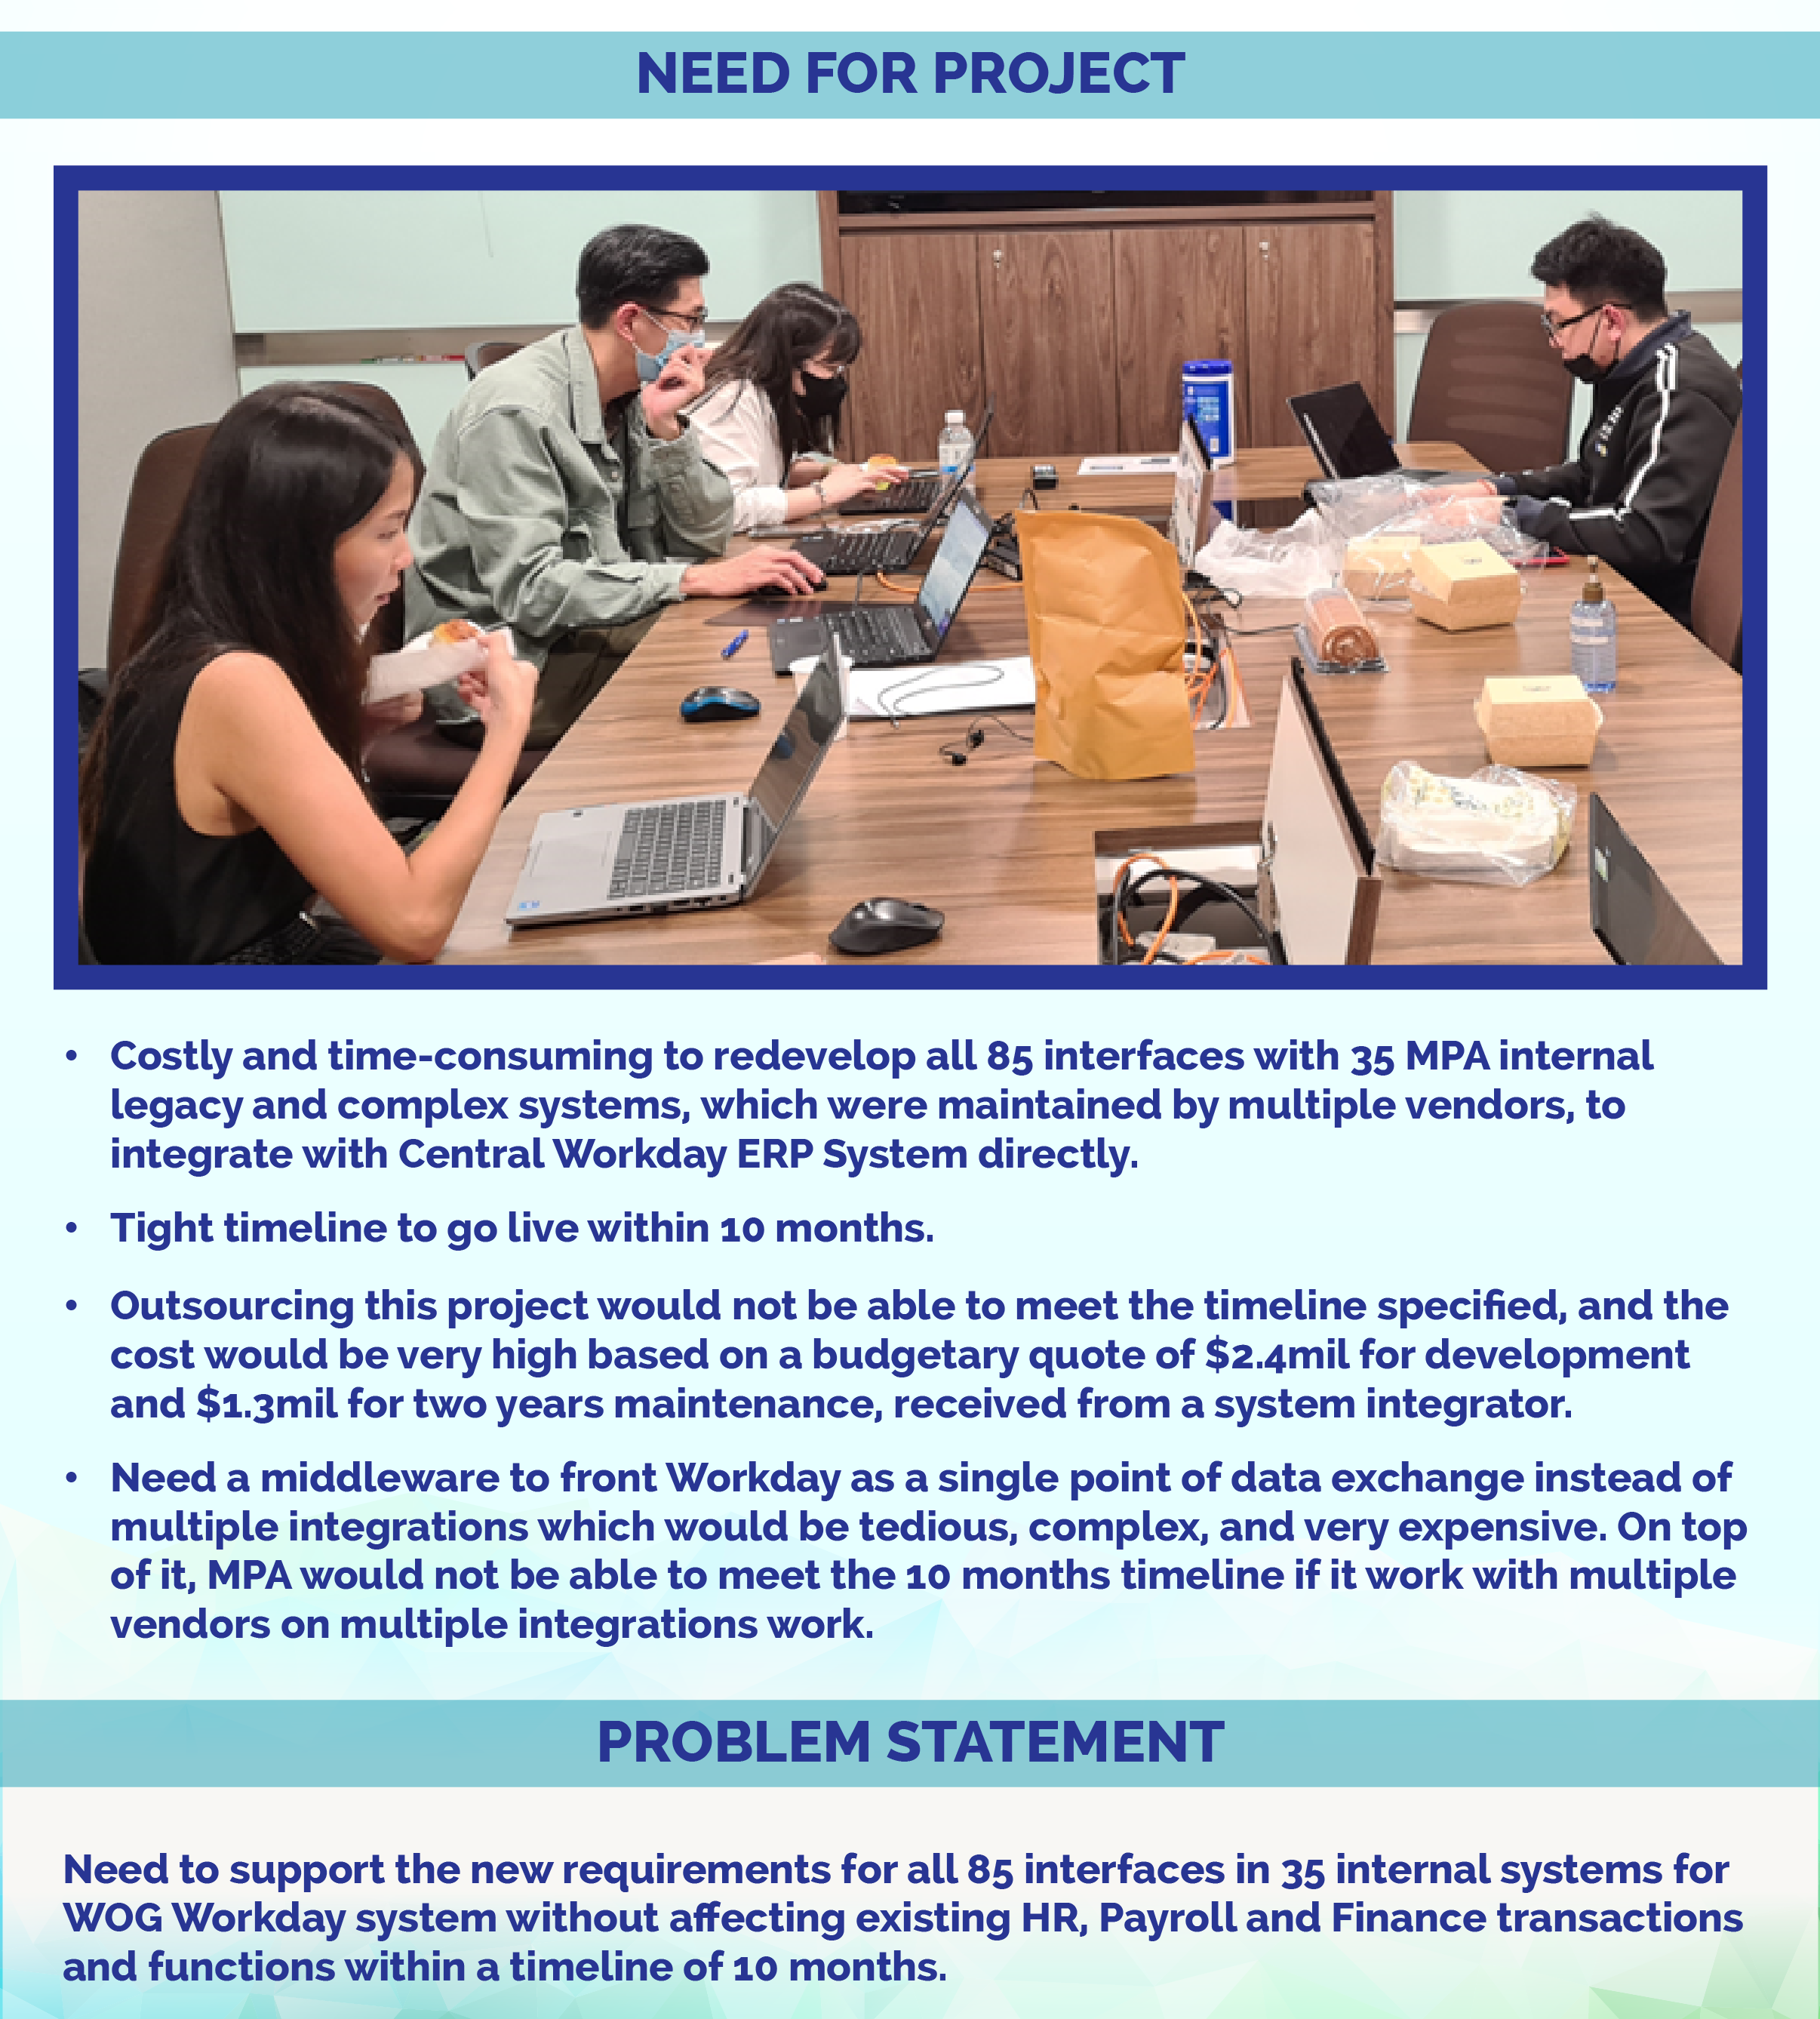 NEED FOR PROJECT
• Costly and time-consuming to redevelop all 85 interfaces with 35 MPA internal
legacy and complex systems, which were maintained by multiple vendors, to
integrate with Central Workday ERP System directly.
• Tight timeline to go live within 10 months.
• Outsourcing this project would not be able to meet the timeline specified, and the
cost would be very high based on a budgetary quote of $2.4mil for development
and $1.3mil for two years maintenance, received from a system integrator.
• Need a middleware to front Workday as a single point of data exchange instead of
multiple integrations which would be tedious, complex, and very expensive. On top
of it, MPA would not be able to meet the 10 months timeline if it work with multiple
vendors on multiple integrations work.
PROBLEM STATEMENT
Need to support the new requirements for all 85 interfaces in 35 internal systems for
WOG Workday system without affecting existing HR, Payroll and Finance transactions
and functions within a timeline of 10 months.